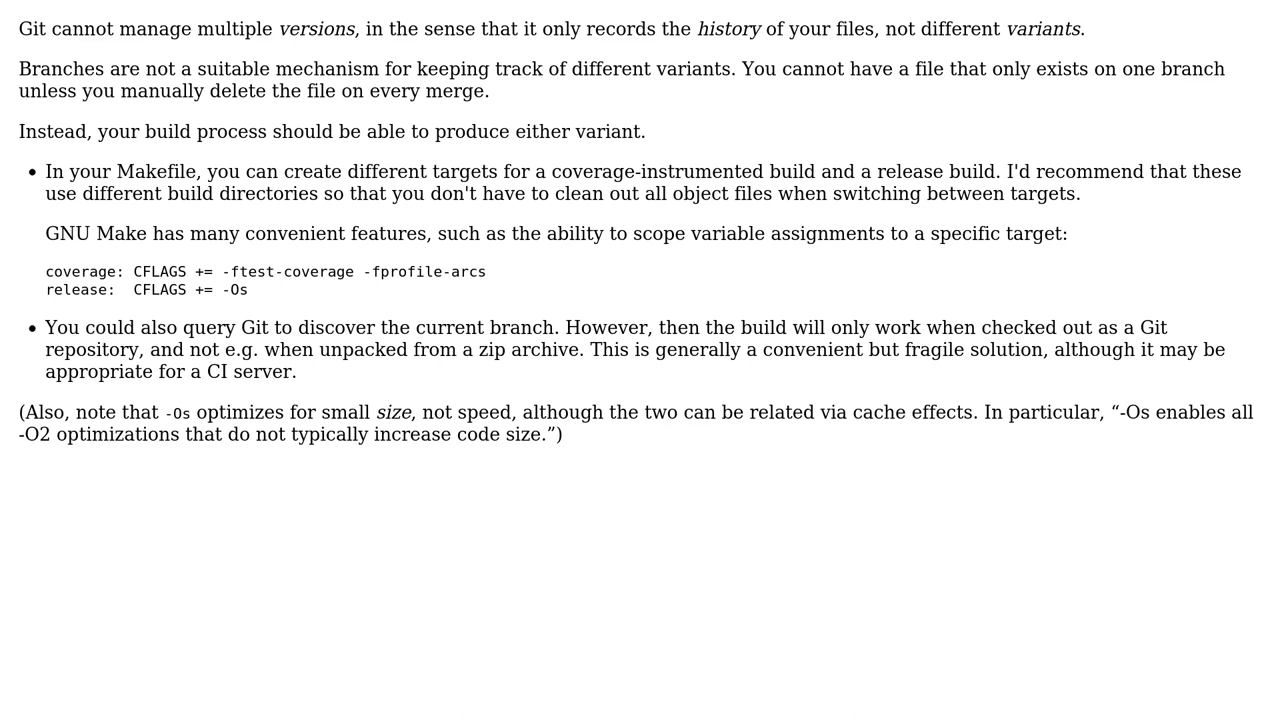 Git cannot manage multiple versions, in the sense that it only records the history of your files, not different variants.
Branches are not a suitable mechanism for keeping track of different variants. You cannot have a file that only exists on one branch
unless you manually delete the file on every merge.
Instead, your build process should be able to produce either variant.
• In your Makefile, you can create different targets for a coverage-instrumented build and a release build. I'd recommend that these
use different build directories so that you don't have to clean out all object files when switching between targets.
GNU Make has many convenient features, such as the ability to scope variable assignments to a specific target:
coverage: CFLAGS += -ftest-coverage -fprofile-arcs
release:  CFLAGS += -Os
• You could also query Git to discover the current branch. However, then the build will only work when checked out as a Git
repository, and not e.g. when unpacked from a zip archive. This is generally a convenient but fragile solution, although it may be
appropriate for a CI server.
(Also, note that -Os optimizes for small size, not speed, although the two can be related via cache effects. In particular, “-Os enables all
-O2 optimizations that do not typically increase code size.”)